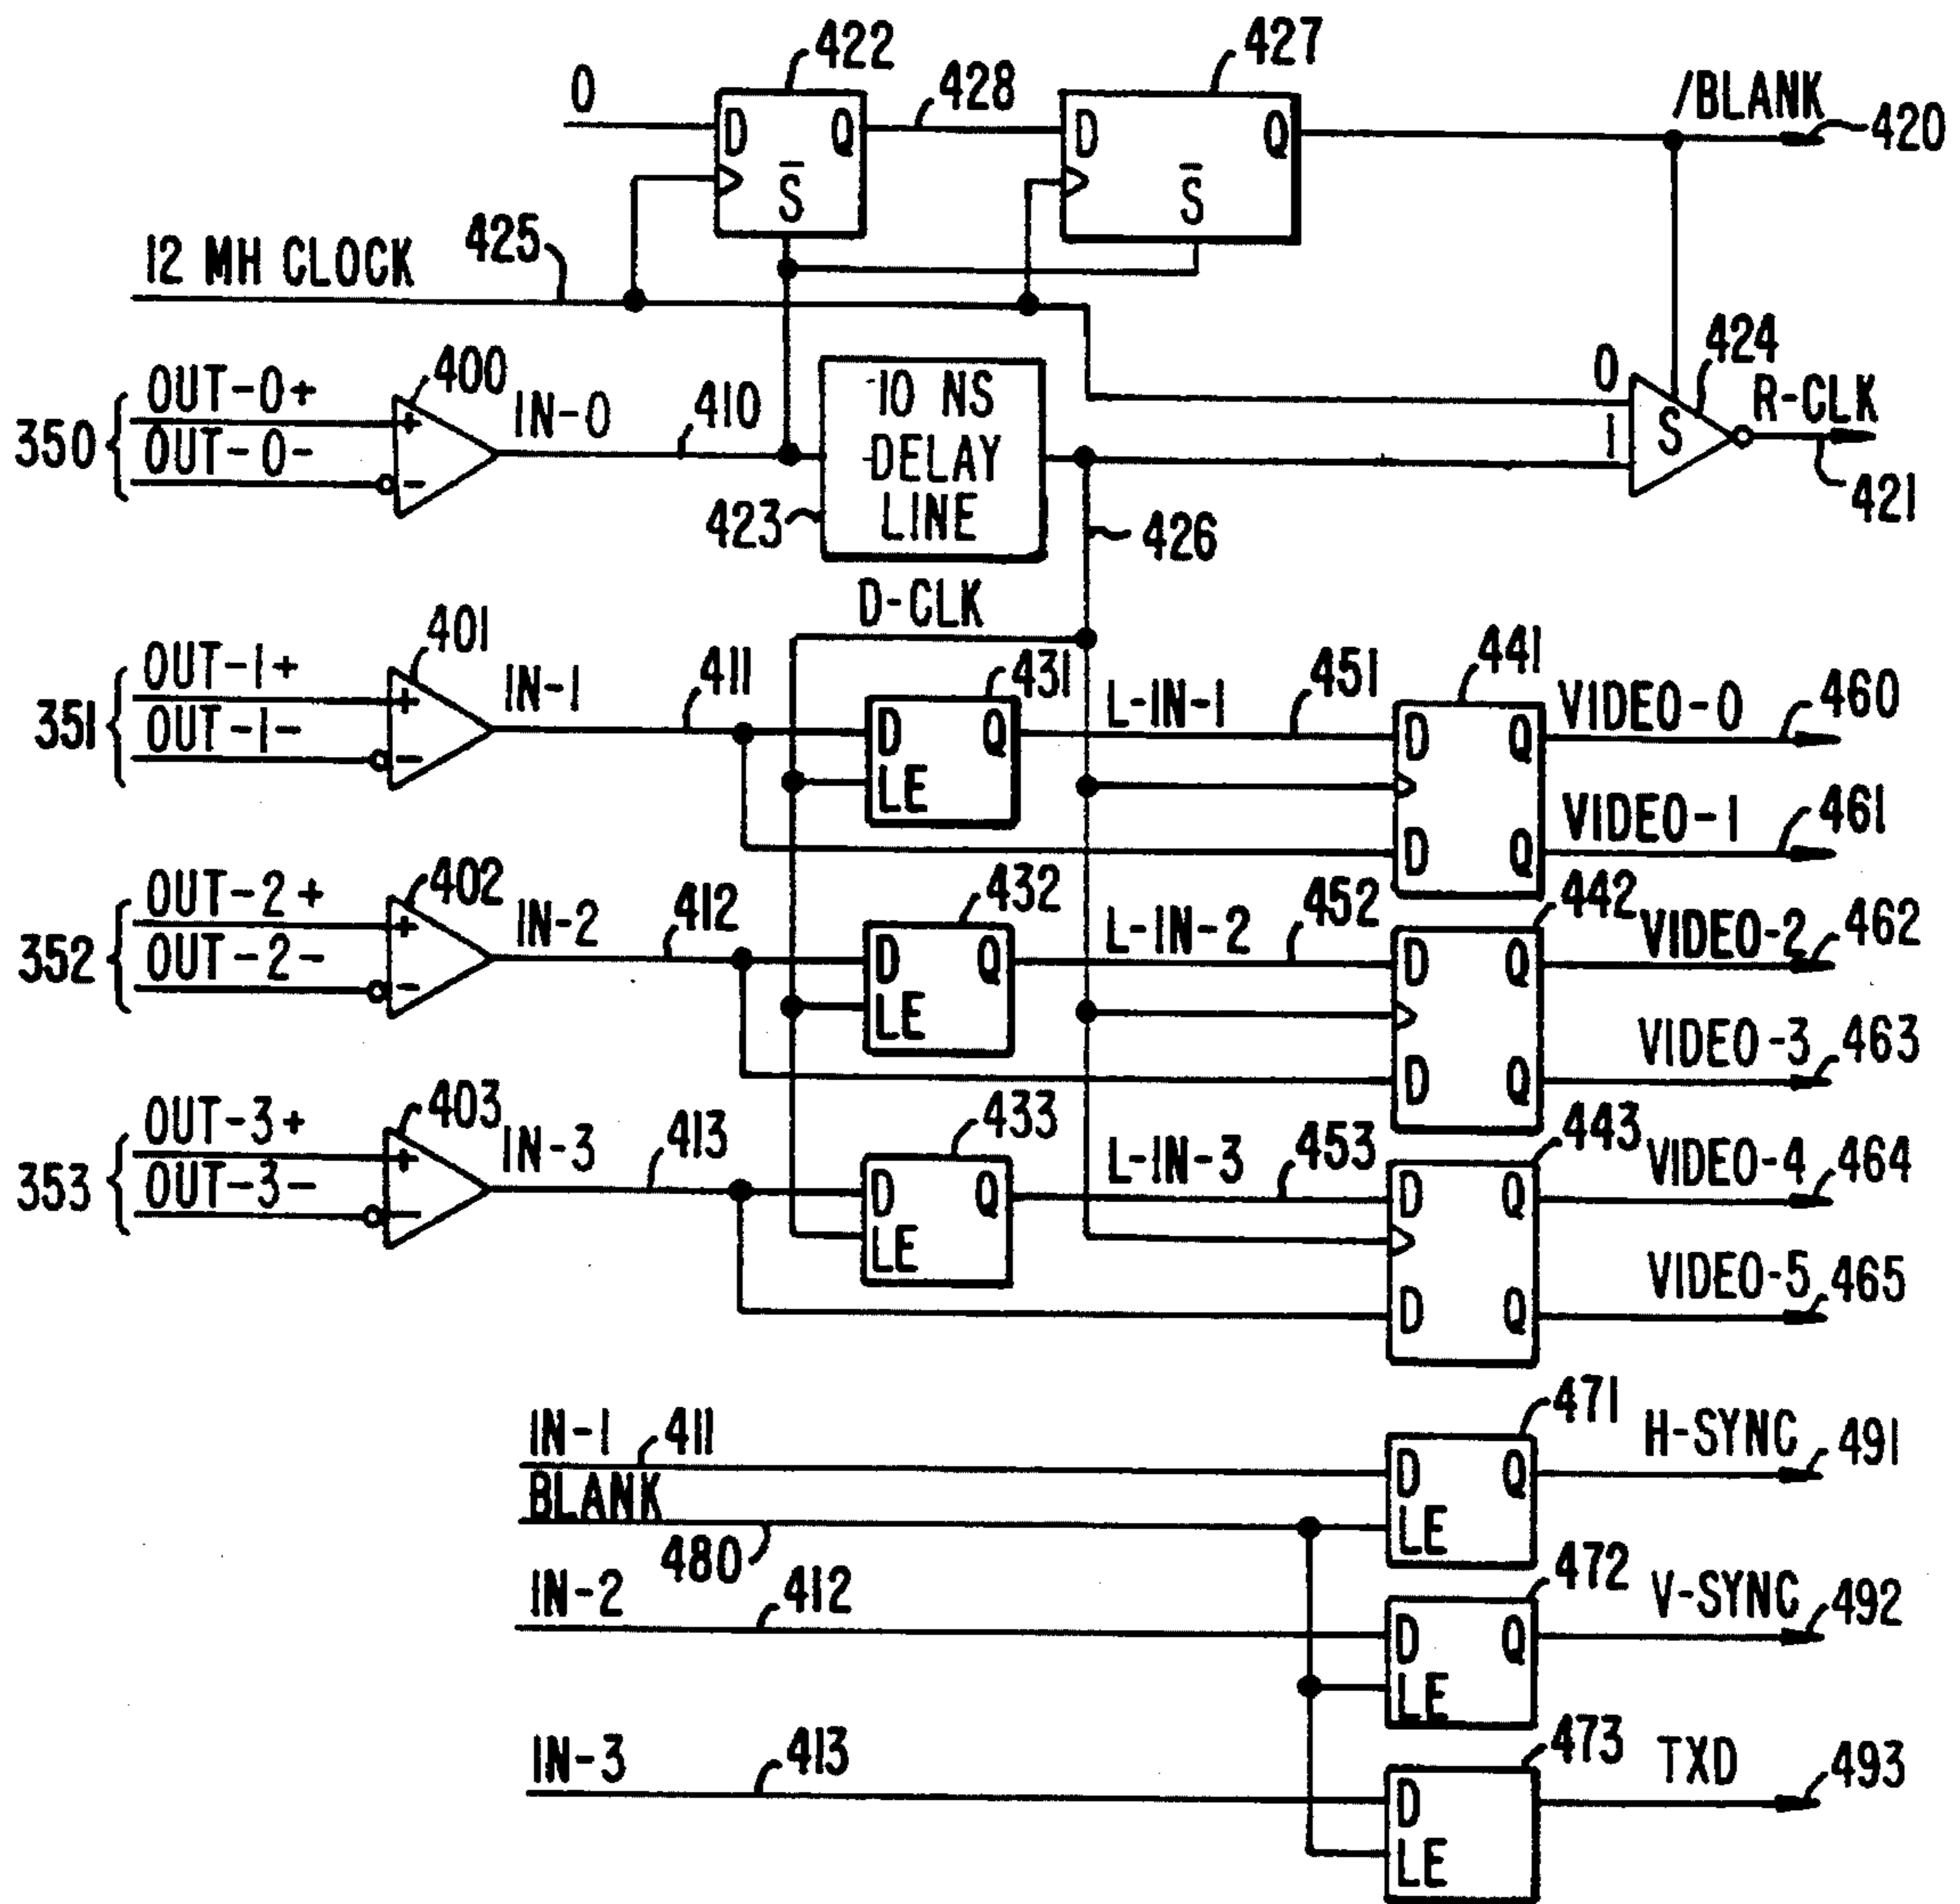 422
427
0
428
/BLANK
D Q
D Q
420
S̄
S̄
12 MH CLOCK
425
350
OUT-0+
OUT-0-
+
-
400
IN-0
410
10 NS
DELAY
LINE
423
426
0
1
S
424
R-CLK
421
D-CLK
351
OUT-1+
OUT-1-
+
-
401
IN-1
411
431
D Q
LE
L-IN-1
451
441
D Q
D Q
VIDEO-0
460
VIDEO-1
461
352
OUT-2+
OUT-2-
+
-
402
IN-2
412
432
D Q
LE
L-IN-2
452
442
D Q
D Q
VIDEO-2
462
VIDEO-3
463
353
OUT-3+
OUT-3-
+
-
403
IN-3
413
433
D Q
LE
L-IN-3
453
443
D Q
D Q
VIDEO-4
464
VIDEO-5
465
IN-1
411
471
D Q
LE
H-SYNC
491
BLANK
480
IN-2
412
472
D Q
LE
V-SYNC
492
IN-3
413
473
D
LE
TXD
493